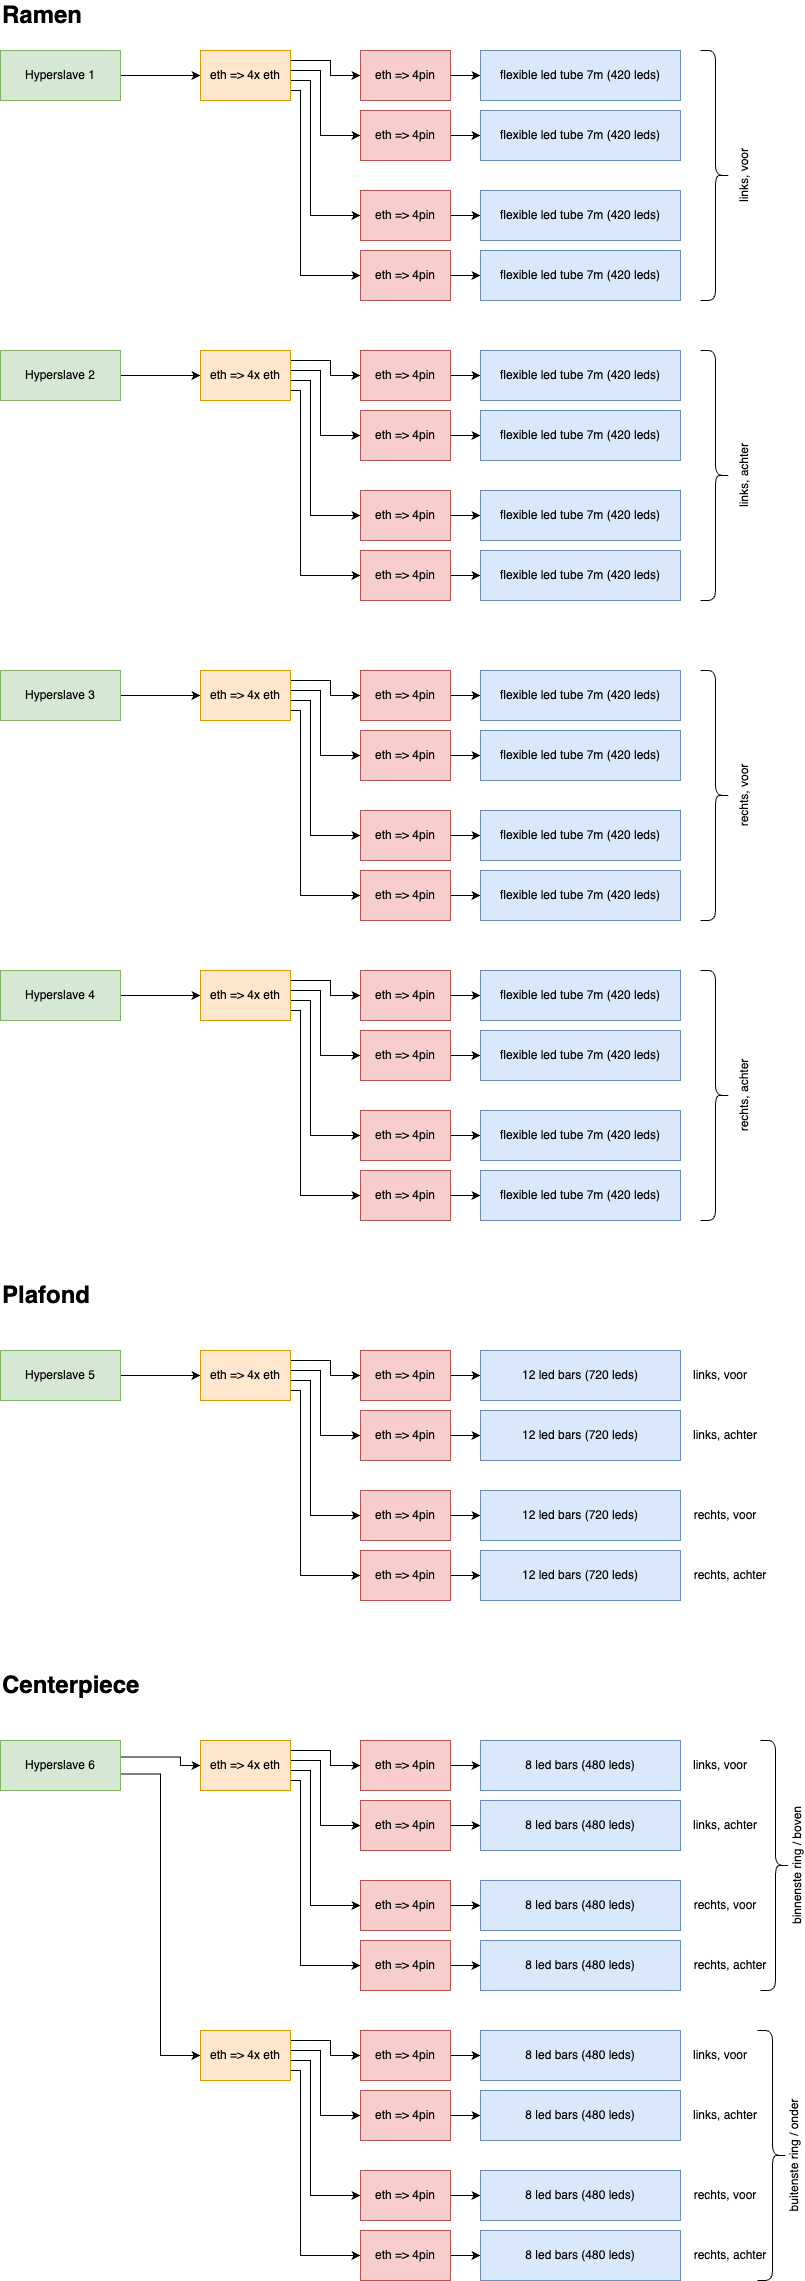 Ramen
Hyperslave 1
eth => 4x eth
eth => 4pin
flexible led tube 7m (420 leds)
eth => 4pin
flexible led tube 7m (420 leds)
links, voor
eth => 4pin
flexible led tube 7m (420 leds)
eth => 4pin
flexible led tube 7m (420 leds)
Hyperslave 2
eth => 4x eth
eth => 4pin
flexible led tube 7m (420 leds)
eth => 4pin
flexible led tube 7m (420 leds)
links, achter
eth => 4pin
flexible led tube 7m (420 leds)
eth => 4pin
flexible led tube 7m (420 leds)
Hyperslave 3
eth => 4x eth
eth => 4pin
flexible led tube 7m (420 leds)
eth => 4pin
flexible led tube 7m (420 leds)
rechts, voor
eth => 4pin
flexible led tube 7m (420 leds)
eth => 4pin
flexible led tube 7m (420 leds)
Hyperslave 4
eth => 4x eth
eth => 4pin
flexible led tube 7m (420 leds)
eth => 4pin
flexible led tube 7m (420 leds)
rechts, achter
eth => 4pin
flexible led tube 7m (420 leds)
eth => 4pin
flexible led tube 7m (420 leds)
Plafond
Hyperslave 5
eth => 4x eth
eth => 4pin
12 led bars (720 leds)
links, voor
eth => 4pin
12 led bars (720 leds)
links, achter
eth => 4pin
12 led bars (720 leds)
rechts, voor
eth => 4pin
12 led bars (720 leds)
rechts, achter
Centerpiece
Hyperslave 6
eth => 4x eth
eth => 4pin
8 led bars (480 leds)
links, voor
eth => 4pin
8 led bars (480 leds)
links, achter
binnenste ring / boven
eth => 4pin
8 led bars (480 leds)
rechts, voor
eth => 4pin
8 led bars (480 leds)
rechts, achter
eth => 4x eth
eth => 4pin
8 led bars (480 leds)
links, voor
eth => 4pin
8 led bars (480 leds)
links, achter
buitenste ring / onder
eth => 4pin
8 led bars (480 leds)
rechts, voor
eth => 4pin
8 led bars (480 leds)
rechts, achter